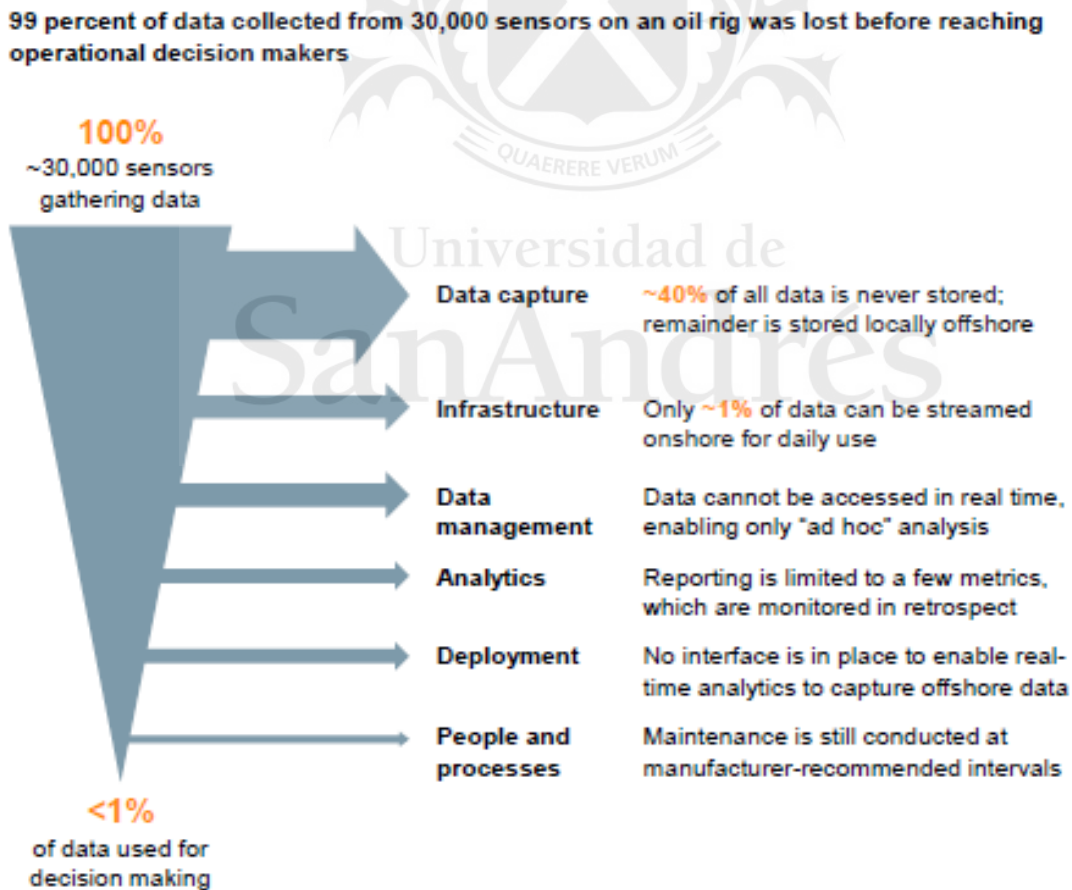 99 percent of data collected from 30,000 sensors on an oil rig was lost before reaching
operational decision makers
QUAERERE VERUM
100%
~30,000 sensors
gathering data
Universidad de
SanAndrés
Data capture
~40% of all data is never stored;
remainder is stored locally offshore
Infrastructure
Only ~1% of data can be streamed
onshore for daily use
Data
management
Data cannot be accessed in real time,
enabling only "ad hoc" analysis
Analytics
Reporting is limited to a few metrics,
which are monitored in retrospect
Deployment
No interface is in place to enable real-
time analytics to capture offshore data
People and
processes
Maintenance is still conducted at
manufacturer-recommended intervals
<1%
of data used for
decision making